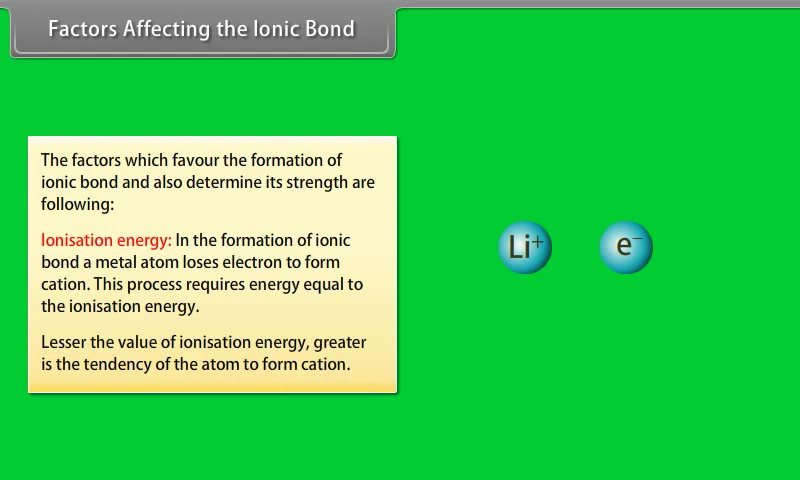 Factors Affecting the Ionic Bond
The factors which favour the formation of
ionic bond and also determine its strength are
following:
Ionisation energy: In the formation of ionic
bond a metal atom loses electron to form
cation. This process requires energy equal to
the ionisation energy.
Lesser the value of ionisation energy, greater
is the tendency of the atom to form cation.
Li⁺ e⁻